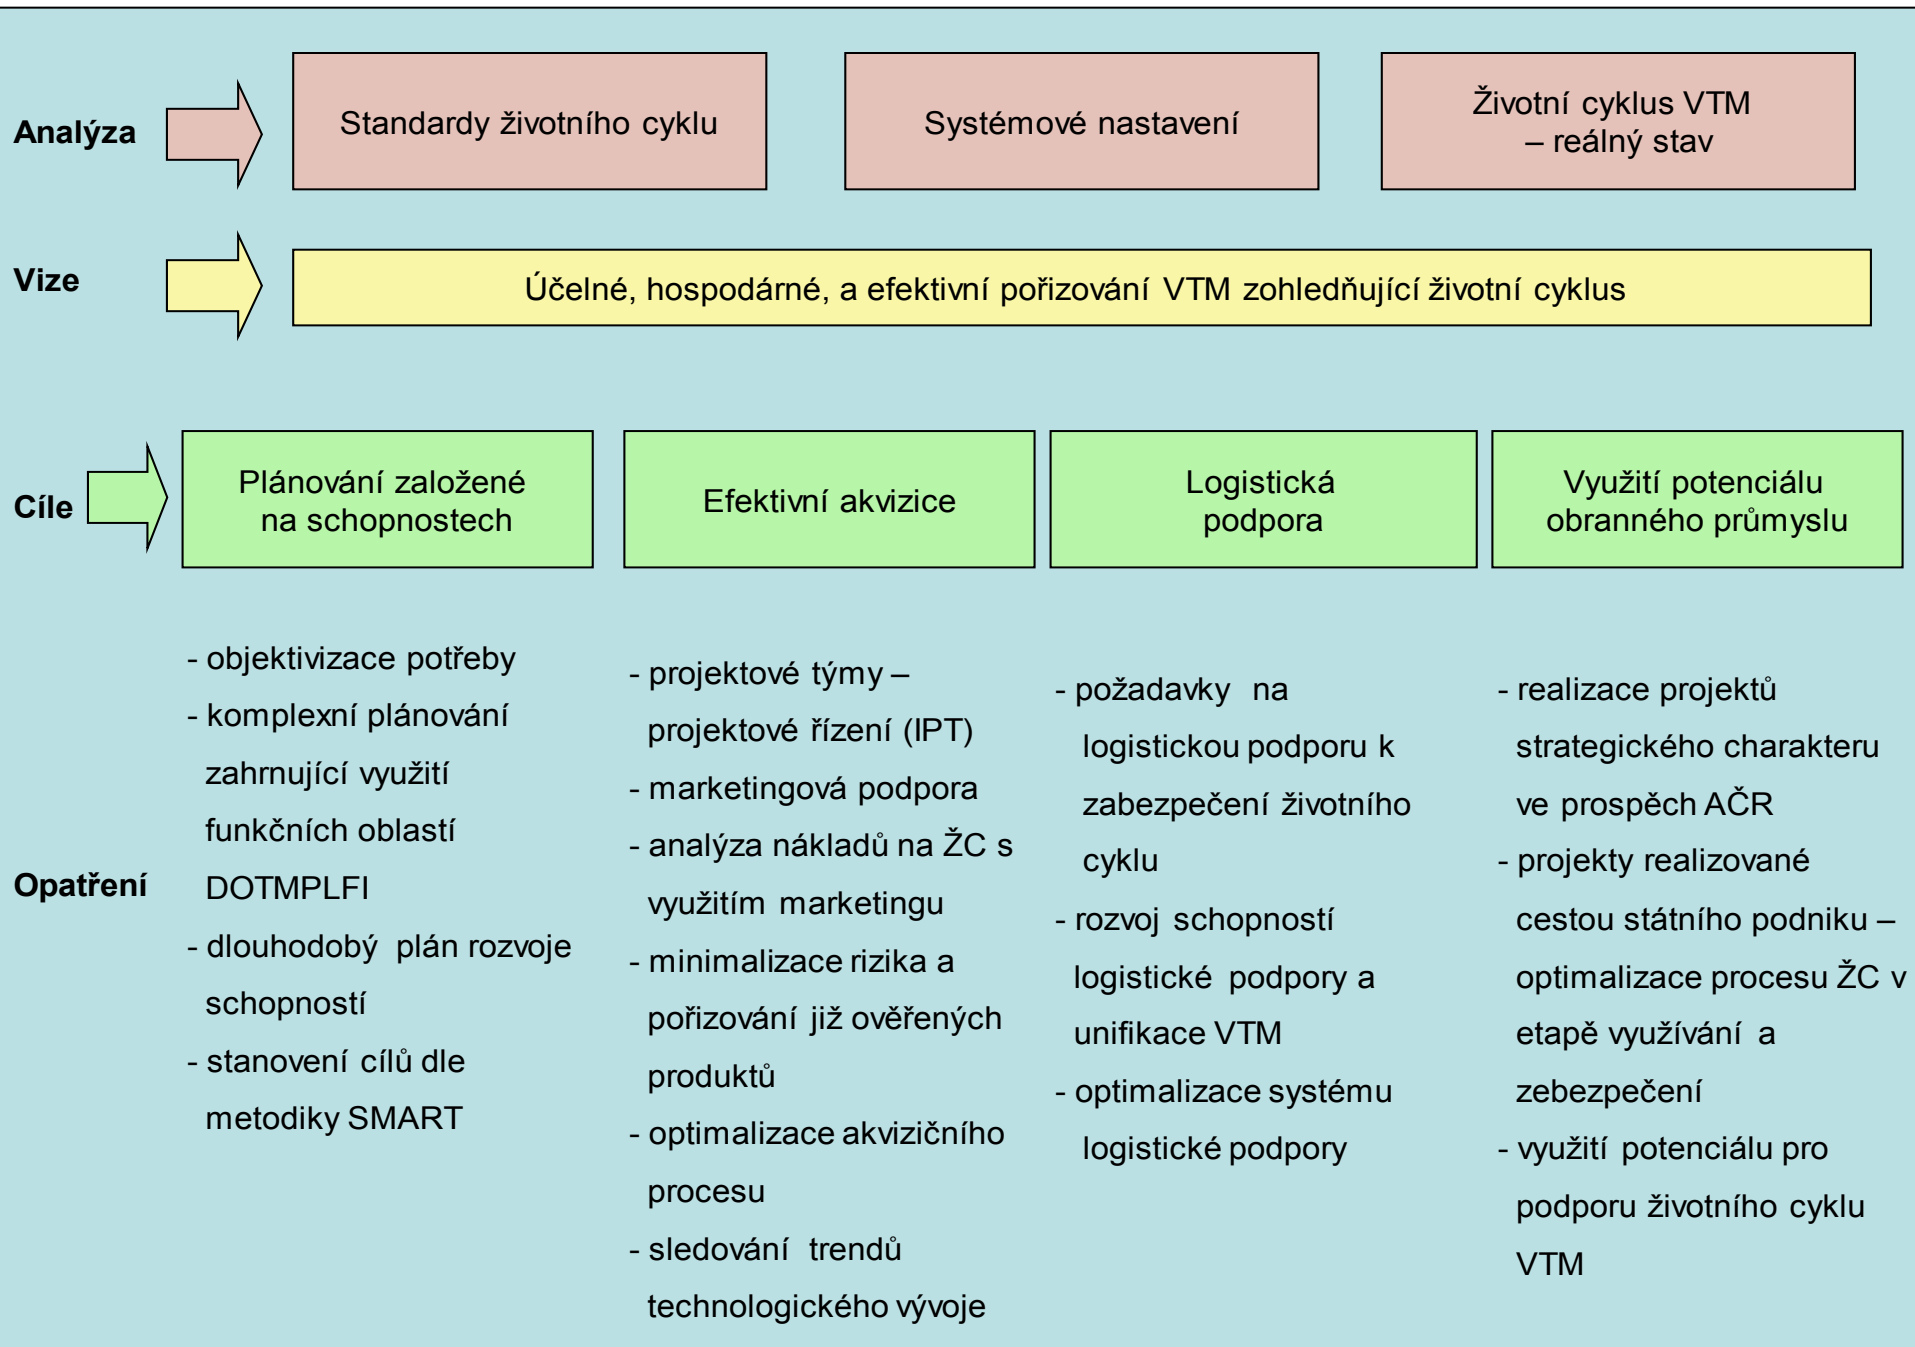 Analýza
Standardy životního cyklu
Systémové nastavení
Životní cyklus VTM
– reálný stav
Vize
Účelné, hospodárné, a efektivní pořizování VTM zohledňující životní cyklus
Cíle
Plánování založené
na schopnostech
Efektivní akvizice
Logistická
podpora
Využití potenciálu
obranného průmyslu
Opatření
- objektivizace potřeby
- komplexní plánování
zahrnující využití
funkčních oblastí
DOTMPLFI
- dlouhodobý plán rozvoje
schopností
- stanovení cílů dle
metodiky SMART
- projektové týmy –
projektové řízení (IPT)
- marketingová podpora
- analýza nákladů na ŽC s
využitím marketingu
- minimalizace rizika a
pořizování již ověřených
produktů
- optimalizace akvizičního
procesu
- sledování trendů
technologického vývoje
- požadavky na
logistickou podporu k
zabezpečení životního
cyklu
- rozvoj schopností
logistické podpory a
unifikace VTM
- optimalizace systému
logistické podpory
- realizace projektů
strategického charakteru
ve prospěch AČR
- projekty realizované
cestou státního podniku –
optimalizace procesu ŽC v
etapě využívání a
zebezpečení
- využití potenciálu pro
podporu životního cyklu
VTM